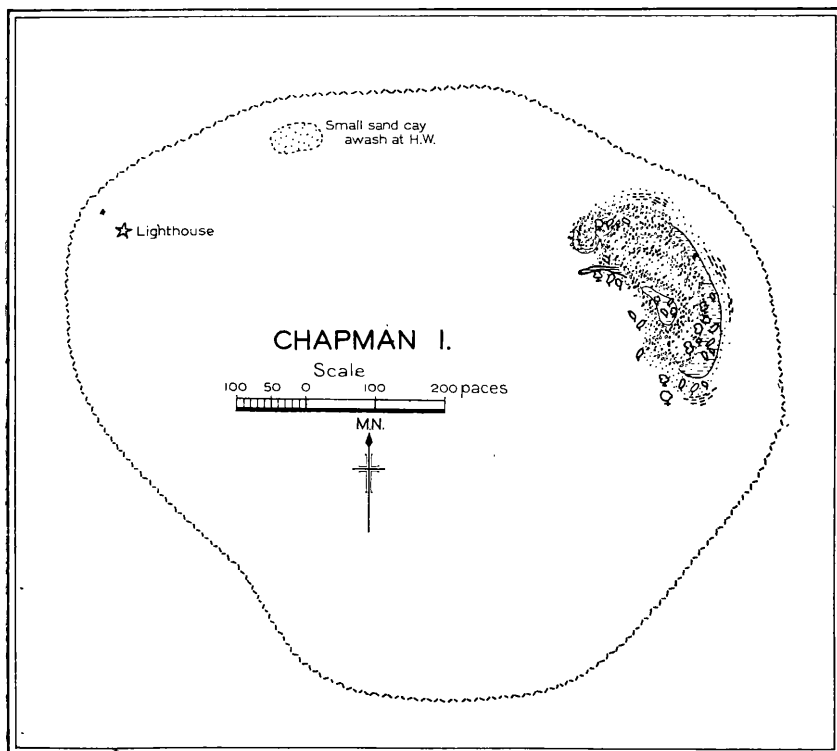 Small sand cay
awash at H.W.
Lighthouse
CHAPMAN I.
Scale
100 50 0 100 200 paces
M.N.